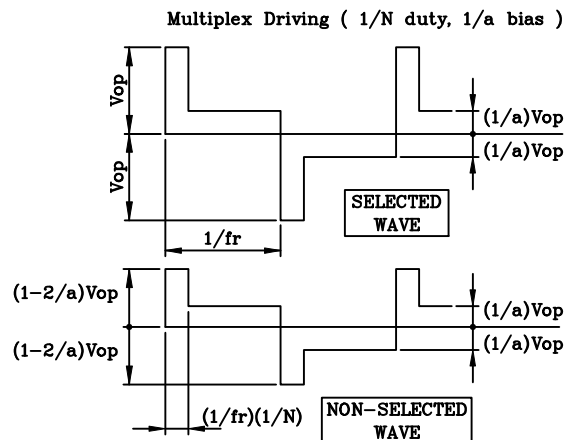 Multiplex Driving ( 1/N duty, 1/a bias )
Vop
(1/a)Vop
(1/a)Vop
Vop
SELECTED
WAVE
1/fr
(1-2/a)Vop
(1/a)Vop
(1/a)Vop
(1-2/a)Vop
(1/fr)(1/N)
NON-SELECTED
WAVE